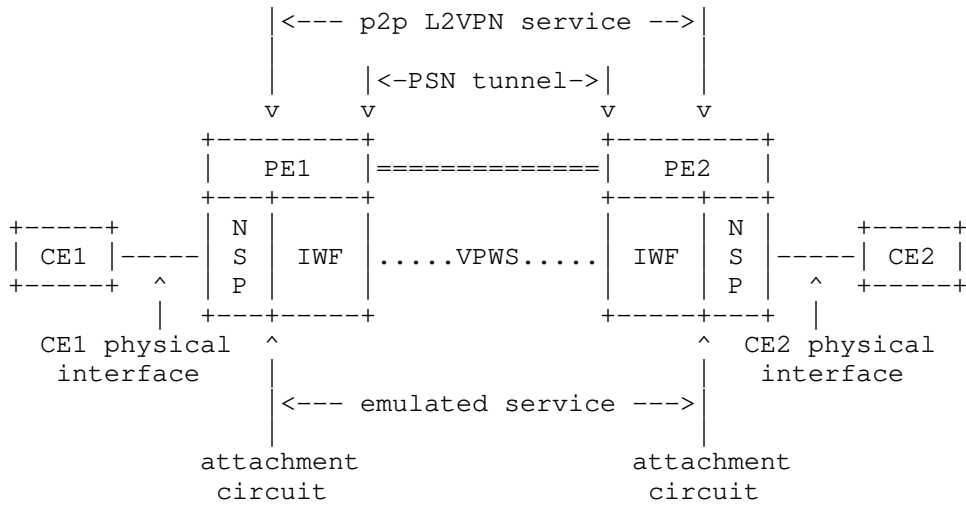 |<--- p2p L2VPN service -->|
|<-PSN tunnel->|
v v v v
PE1 |==============| PE2
N N
CE1 |-----| S | IWF |.....VPWS.....| IWF | S |-----| CE2
^ P P ^
CE1 physical ^ ^ CE2 physical
interface interface
|<--- emulated service --->|
attachment attachment
circuit circuit